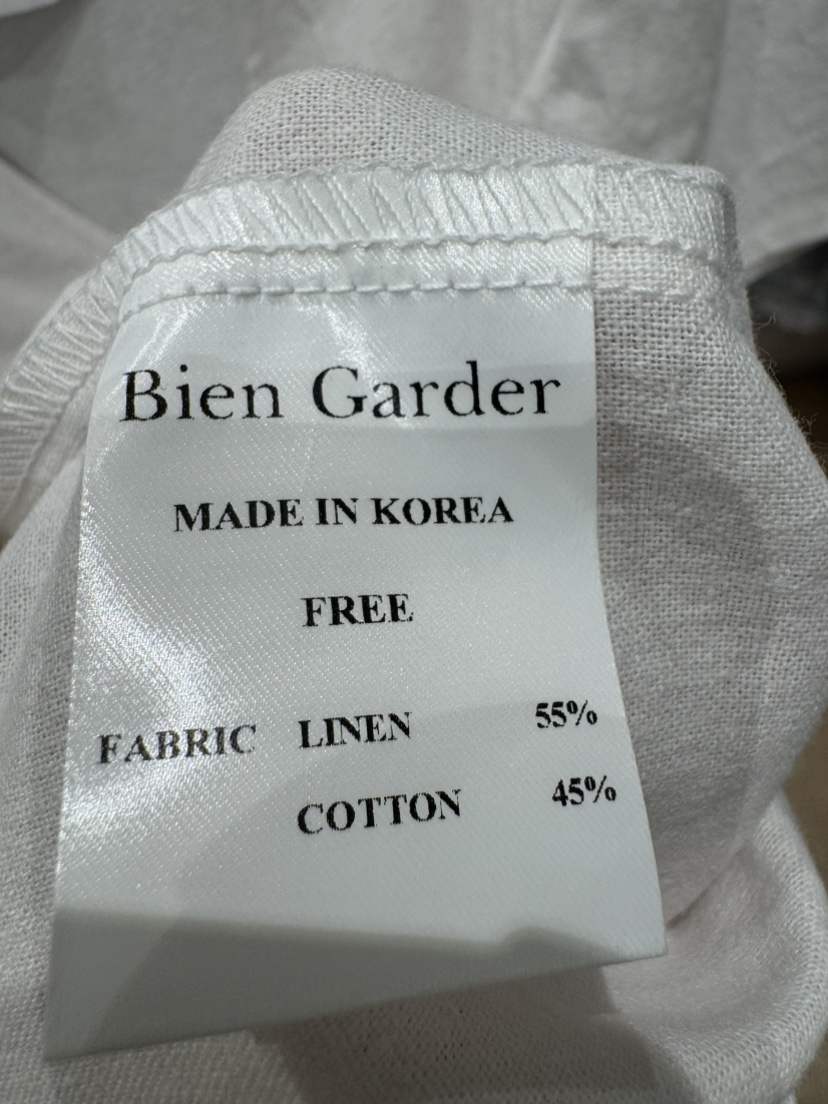 Bien Garder
MADE IN KOREA
FREE
FABRIC LINEN 55%
COTTON 45%